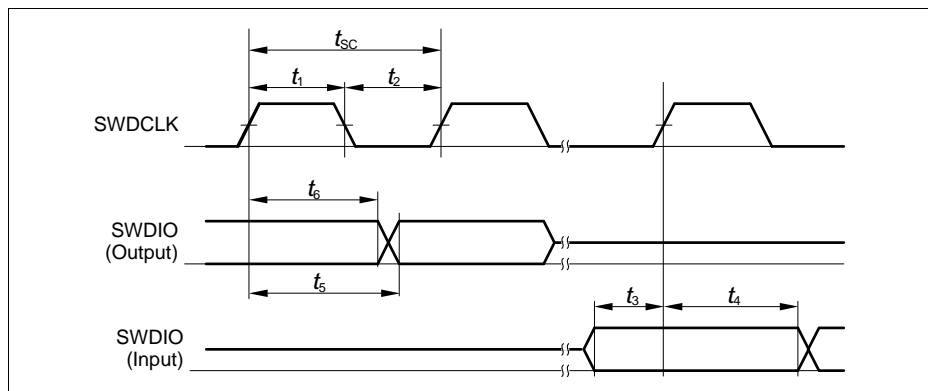 tSC
t1 t2
SWDCLK
t6
SWDIO
(Output)
t5
t3 t4
SWDIO
(Input)